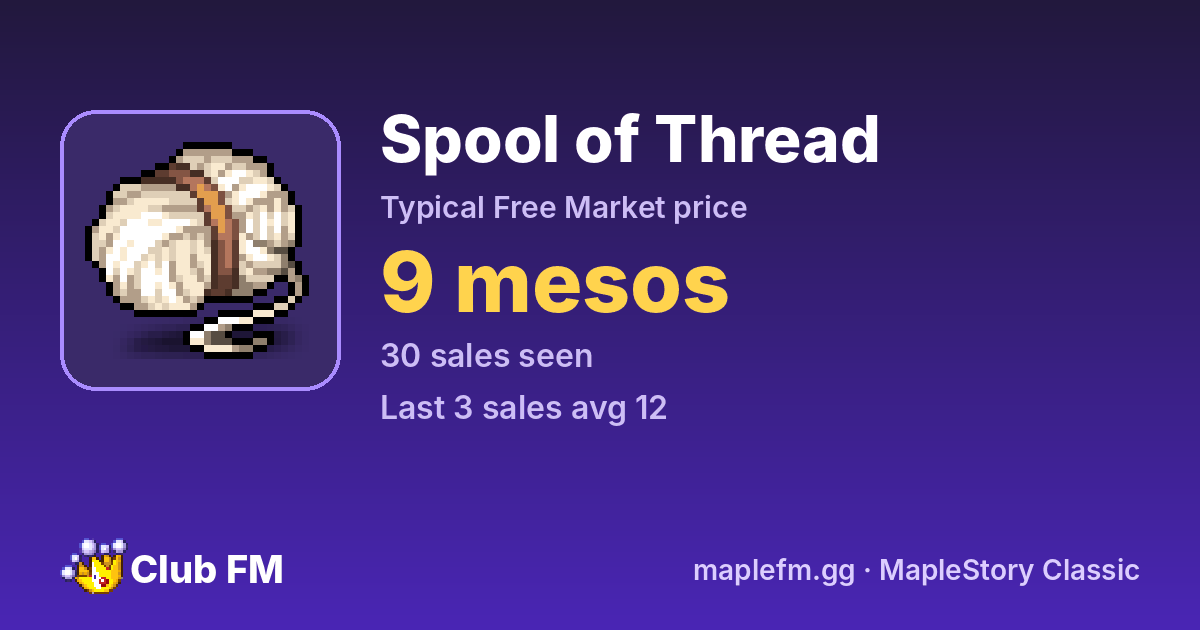 Spool of Thread
Typical Free Market price
9 mesos
30 sales seen
Last 3 sales avg 12
Club FM
maplefm.gg · MapleStory Classic